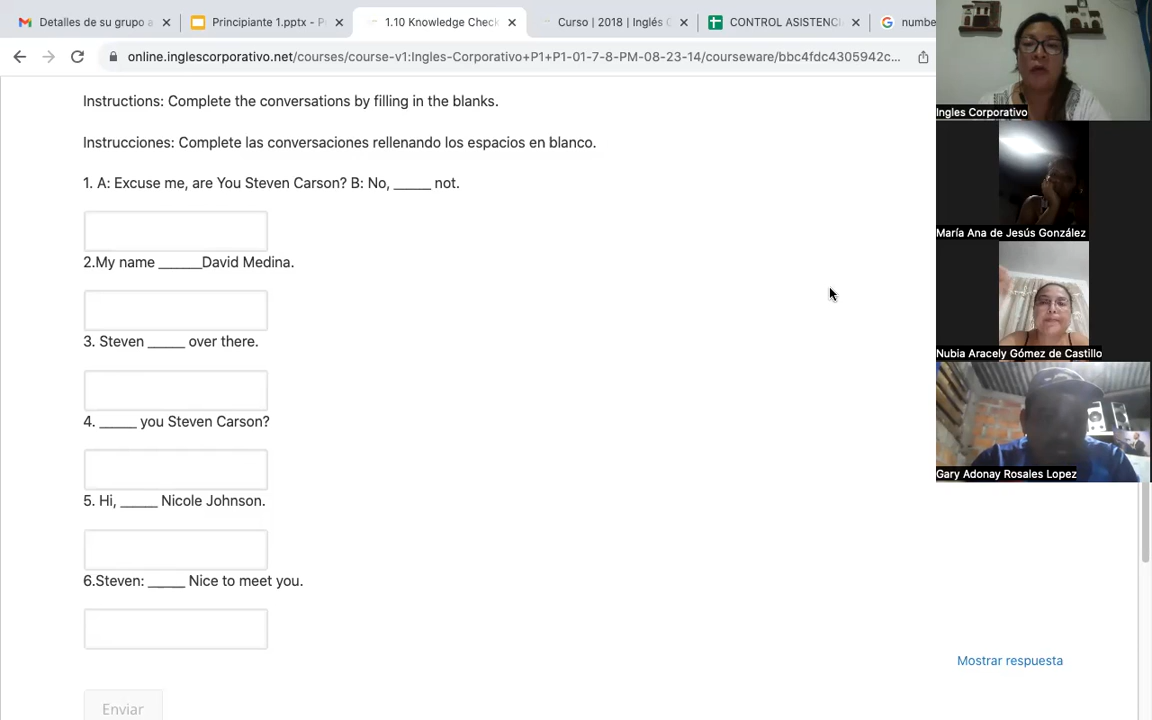 Detalles de su grupo a
Principiante 1.pptx - P
1.10 Knowledge Check
Curso | 2018 | Inglés C
CONTROL ASISTENCI
numbe
online.inglescorporativo.net/courses/course-v1:Ingles-Corporativo+P1+P1-01-7-8-PM-08-23-14/courseware/bbc4fdc4305942c...
Instructions: Complete the conversations by filling in the blanks.
Instrucciones: Complete las conversaciones rellenando los espacios en blanco.
1. A: Excuse me, are You Steven Carson? B: No, _____ not.
2.My name ______David Medina.
3. Steven _____ over there.
4. _____ you Steven Carson?
5. Hi, _____ Nicole Johnson.
6.Steven: _____ Nice to meet you.
Mostrar respuesta
Enviar
Ingles Corporativo
María Ana de Jesús González
Nubia Aracely Gómez de Castillo
Gary Adonay Rosales Lopez